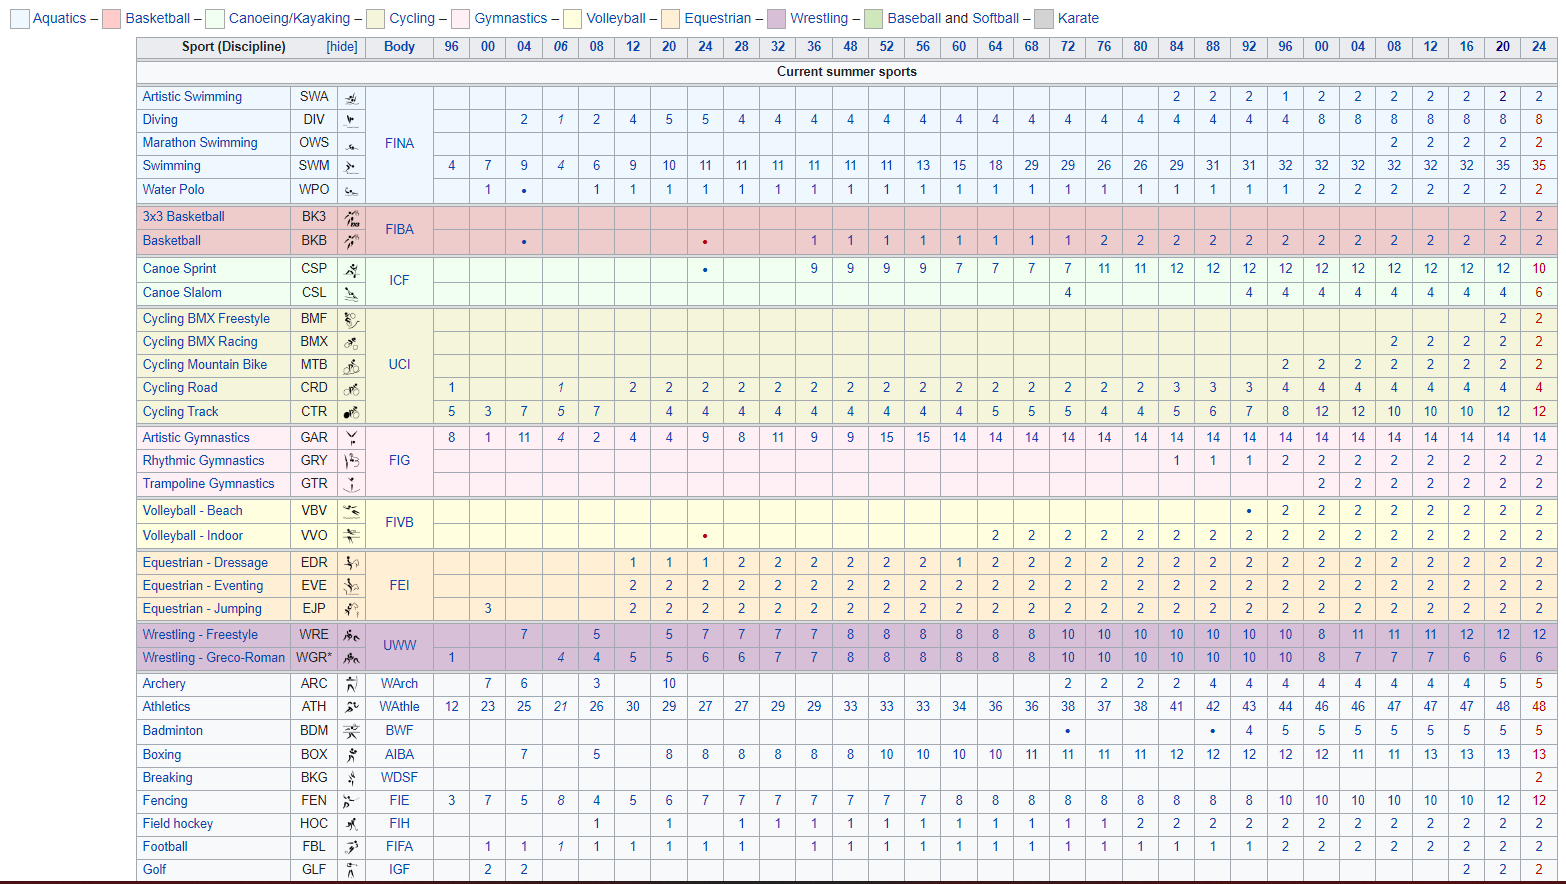 Aquatics – Basketball – Canoeing/Kayaking – Cycling – Gymnastics – Volleyball – Equestrian – Wrestling – Baseball and Softball – Karate
Sport (Discipline) [hide] Body 96 00 04 06 08 12 20 24 28 32 36 48 52 56 60 64 68 72 76 80 84 88 92 96 00 04 08 12 16 20 24
Current summer sports
Artistic Swimming SWA FINA 2 2 2 1 2 2 2 2 2 2 2
Diving DIV 2 1 2 4 5 5 4 4 4 4 4 4 4 4 4 4 4 4 4 4 4 8 8 8 8 8 8 8
Marathon Swimming OWS 2 2 2 2 2
Swimming SWM 4 7 9 4 6 9 10 11 11 11 11 11 11 13 15 18 29 29 26 26 29 31 31 32 32 32 32 32 32 35 35
Water Polo WPO 1 • 1 1 1 1 1 1 1 1 1 1 1 1 1 1 1 1 1 1 1 1 2 2 2 2 2 2 2
3x3 Basketball BK3 FIBA 2 2
Basketball BKB • • 1 1 1 1 1 1 1 1 2 2 2 2 2 2 2 2 2 2 2 2 2
Canoe Sprint CSP ICF • 9 9 9 9 7 7 7 7 11 11 12 12 12 12 12 12 12 12 12 12 10
Canoe Slalom CSL 4 4 4 4 4 4 4 4 4 6
Cycling BMX Freestyle BMF UCI 2 2
Cycling BMX Racing BMX 2 2 2 2 2
Cycling Mountain Bike MTB 2 2 2 2 2 2 2 2
Cycling Road CRD 1 1 2 2 2 2 2 2 2 2 2 2 2 2 2 2 2 3 3 3 4 4 4 4 4 4 4 4
Cycling Track CTR 5 3 7 5 7 4 4 4 4 4 4 4 4 4 5 5 5 4 4 5 6 7 8 12 12 10 10 10 12 12
Artistic Gymnastics GAR FIG 8 1 11 4 2 4 4 9 8 11 9 9 15 15 14 14 14 14 14 14 14 14 14 14 14 14 14 14 14 14 14
Rhythmic Gymnastics GRY 1 1 1 2 2 2 2 2 2 2 2
Trampoline Gymnastics GTR 2 2 2 2 2 2 2
Volleyball - Beach VBV FIVB • 2 2 2 2 2 2 2 2
Volleyball - Indoor VVO • 2 2 2 2 2 2 2 2 2 2 2 2 2 2 2 2
Equestrian - Dressage EDR FEI 1 1 1 2 2 2 2 2 2 1 2 2 2 2 2 2 2 2 2 2 2 2 2 2 2 2
Equestrian - Eventing EVE 2 2 2 2 2 2 2 2 2 2 2 2 2 2 2 2 2 2 2 2 2 2 2 2 2 2
Equestrian - Jumping EJP 3 2 2 2 2 2 2 2 2 2 2 2 2 2 2 2 2 2 2 2 2 2 2 2 2 2 2
Wrestling - Freestyle WRE UWW 7 5 5 7 7 7 7 8 8 8 8 8 8 10 10 10 10 10 10 10 8 11 11 11 12 12 12
Wrestling - Greco-Roman WGR* 1 4 4 5 5 6 6 7 7 8 8 8 8 8 8 10 10 10 10 10 10 10 8 7 7 7 6 6 6
Archery ARC WArch 7 6 3 10 2 2 2 2 4 4 4 4 4 4 4 4 5 5
Athletics ATH WAthle 12 23 25 21 26 30 29 27 27 29 29 33 33 33 34 36 36 38 37 38 41 42 43 44 46 46 47 47 47 48 48
Badminton BDM BWF • • 4 5 5 5 5 5 5 5 5
Boxing BOX AIBA 7 5 8 8 8 8 8 8 10 10 10 10 11 11 11 11 12 12 12 12 12 11 11 13 13 13 13
Breaking BKG WDSF 2
Fencing FEN FIE 3 7 5 8 4 5 6 7 7 7 7 7 7 7 8 8 8 8 8 8 8 8 8 10 10 10 10 10 10 12 12
Field hockey HOC FIH 1 1 1 1 1 1 1 1 1 1 1 1 1 2 2 2 2 2 2 2 2 2 2 2 2
Football FBL FIFA 1 1 1 1 1 1 1 1 1 1 1 1 1 1 1 1 1 1 1 1 1 2 2 2 2 2 2 2 2
Golf GLF IGF 2 2 2 2 2